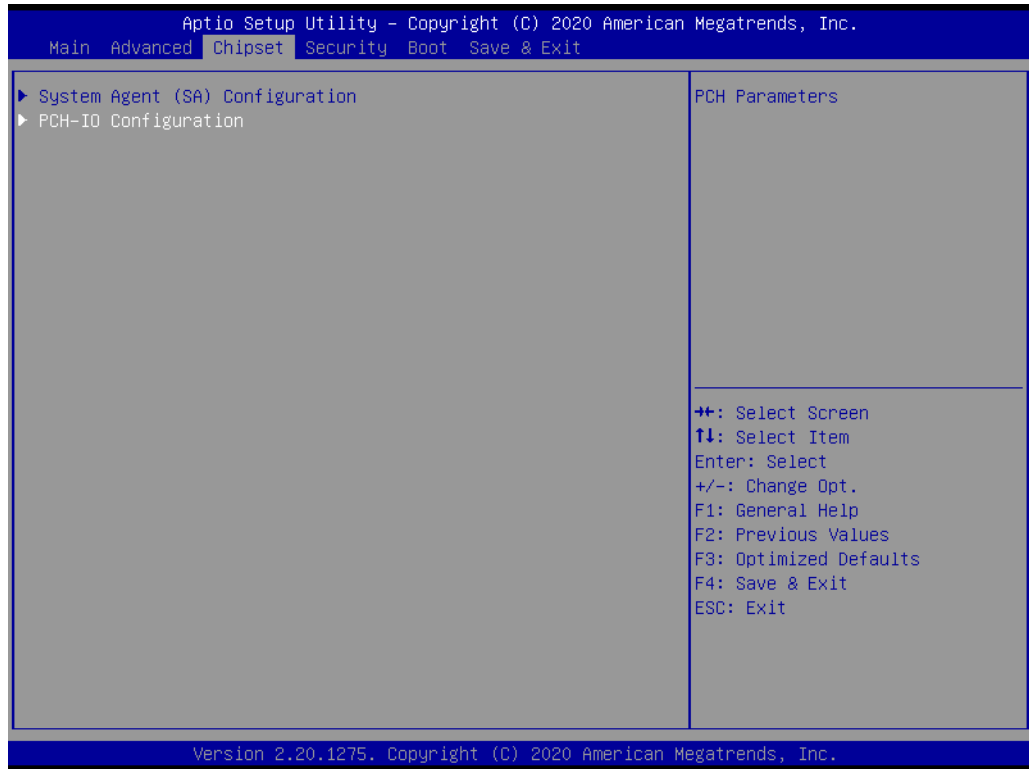 Aptio Setup Utility – Copyright (C) 2020 American Megatrends, Inc.
Main Advanced Chipset Security Boot Save & Exit
▶ System Agent (SA) Configuration
▶ PCH-IO Configuration
PCH Parameters
→←: Select Screen
↑↓: Select Item
Enter: Select
+/-: Change Opt.
F1: General Help
F2: Previous Values
F3: Optimized Defaults
F4: Save & Exit
ESC: Exit
Version 2.20.1275. Copyright (C) 2020 American Megatrends, Inc.